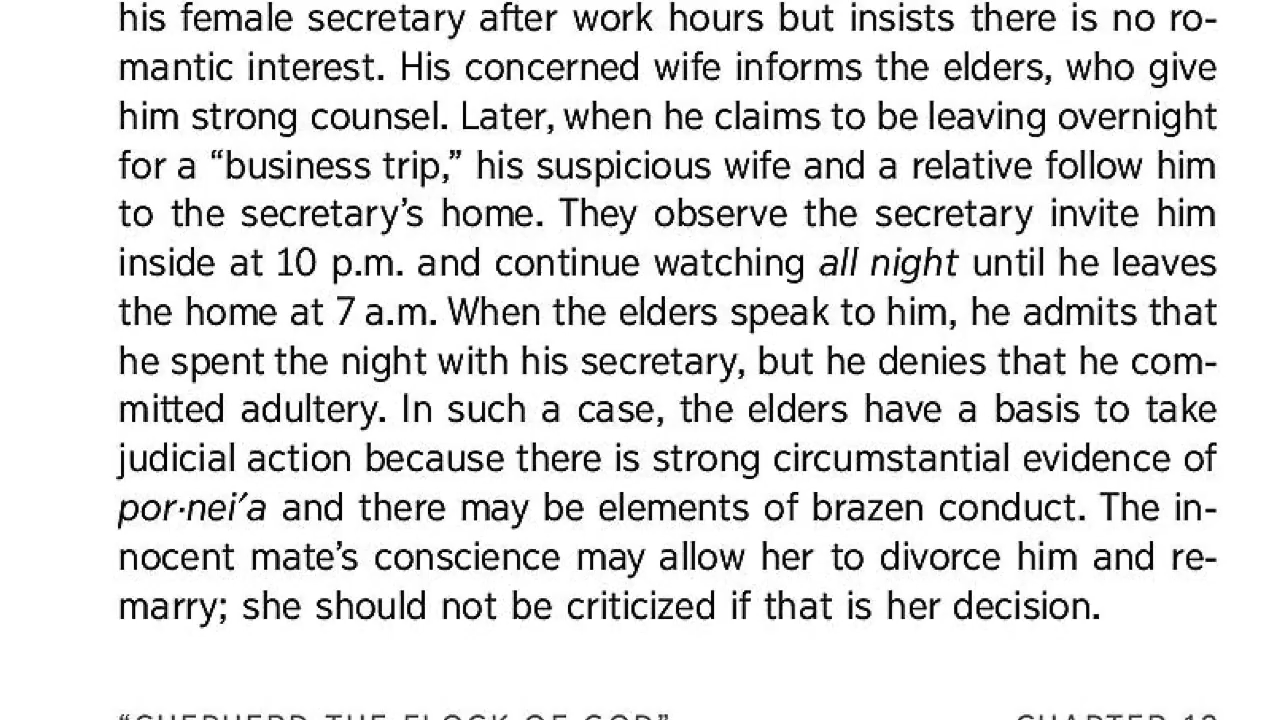 his female secretary after work hours but insists there is no ro-
mantic interest. His concerned wife informs the elders, who give
him strong counsel. Later, when he claims to be leaving overnight
for a “business trip,” his suspicious wife and a relative follow him
to the secretary’s home. They observe the secretary invite him
inside at 10 p.m. and continue watching all night until he leaves
the home at 7 a.m. When the elders speak to him, he admits that
he spent the night with his secretary, but he denies that he com-
mitted adultery. In such a case, the elders have a basis to take
judicial action because there is strong circumstantial evidence of
por·nei′a and there may be elements of brazen conduct. The in-
nocent mate’s conscience may allow her to divorce him and re-
marry; she should not be criticized if that is her decision.
“SHEPHERD THE FLOCK OF GOD” CHAPTER